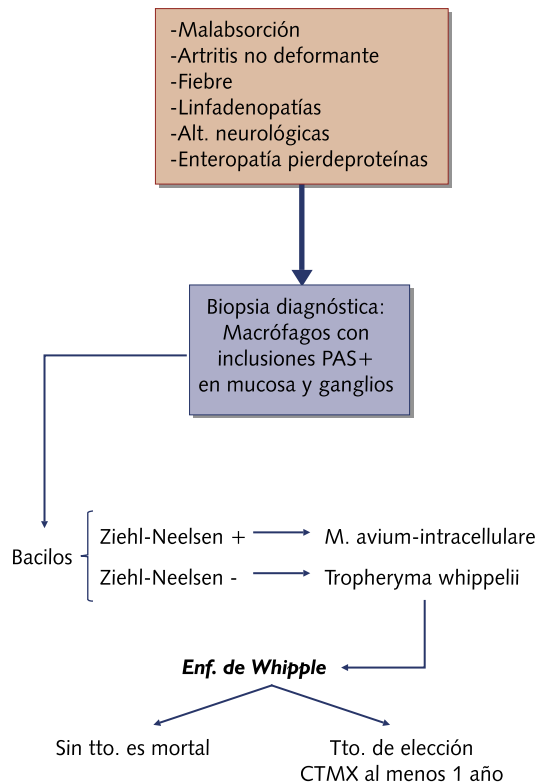 -Malabsorción
-Artritis no deformante
-Fiebre
-Linfadenopatías
-Alt. neurológicas
-Enteropatía pierdeproteínas
Biopsia diagnóstica:
Macrófagos con
inclusiones PAS+
en mucosa y ganglios
Bacilos
Ziehl-Neelsen + M. avium-intracellulare
Ziehl-Neelsen - Tropheryma whippelii
Enf. de Whipple
Sin tto. es mortal
Tto. de elección
CTMX al menos 1 año